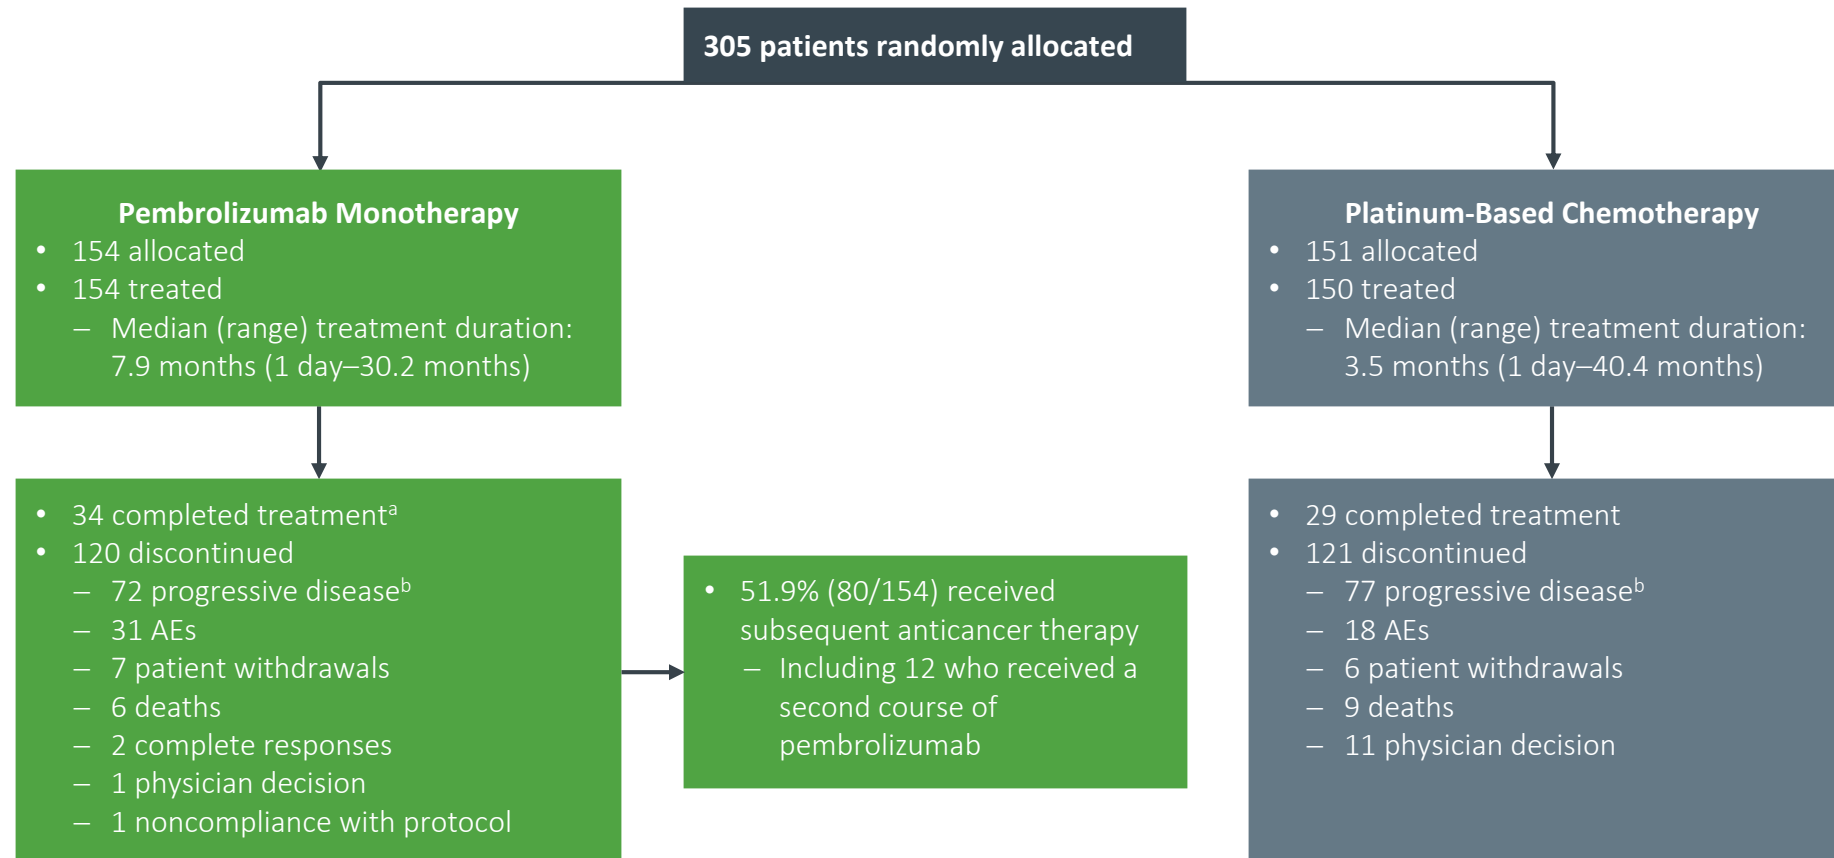 305 patients randomly allocated
Pembrolizumab Monotherapy
• 154 allocated
• 154 treated
– Median (range) treatment duration:
7.9 months (1 day–30.2 months)
Platinum-Based Chemotherapy
• 151 allocated
• 150 treated
– Median (range) treatment duration:
3.5 months (1 day–40.4 months)
• 34 completed treatmentᵃ
• 120 discontinued
– 72 progressive diseaseᵇ
– 31 AEs
– 7 patient withdrawals
– 6 deaths
– 2 complete responses
– 1 physician decision
– 1 noncompliance with protocol
• 51.9% (80/154) received
subsequent anticancer therapy
– Including 12 who received a
second course of
pembrolizumab
• 29 completed treatment
• 121 discontinued
– 77 progressive diseaseᵇ
– 18 AEs
– 6 patient withdrawals
– 9 deaths
– 11 physician decision